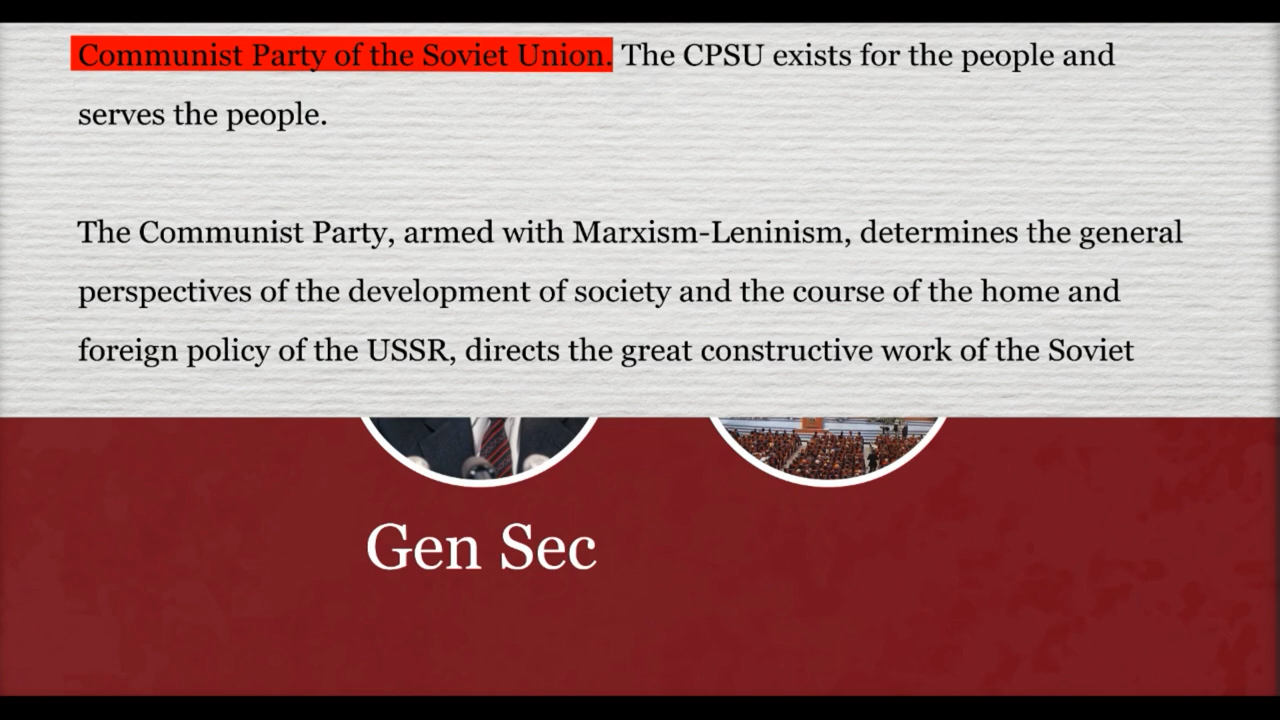 Communist Party of the Soviet Union. The CPSU exists for the people and
serves the people.
The Communist Party, armed with Marxism-Leninism, determines the general
perspectives of the development of society and the course of the home and
foreign policy of the USSR, directs the great constructive work of the Soviet
Gen Sec